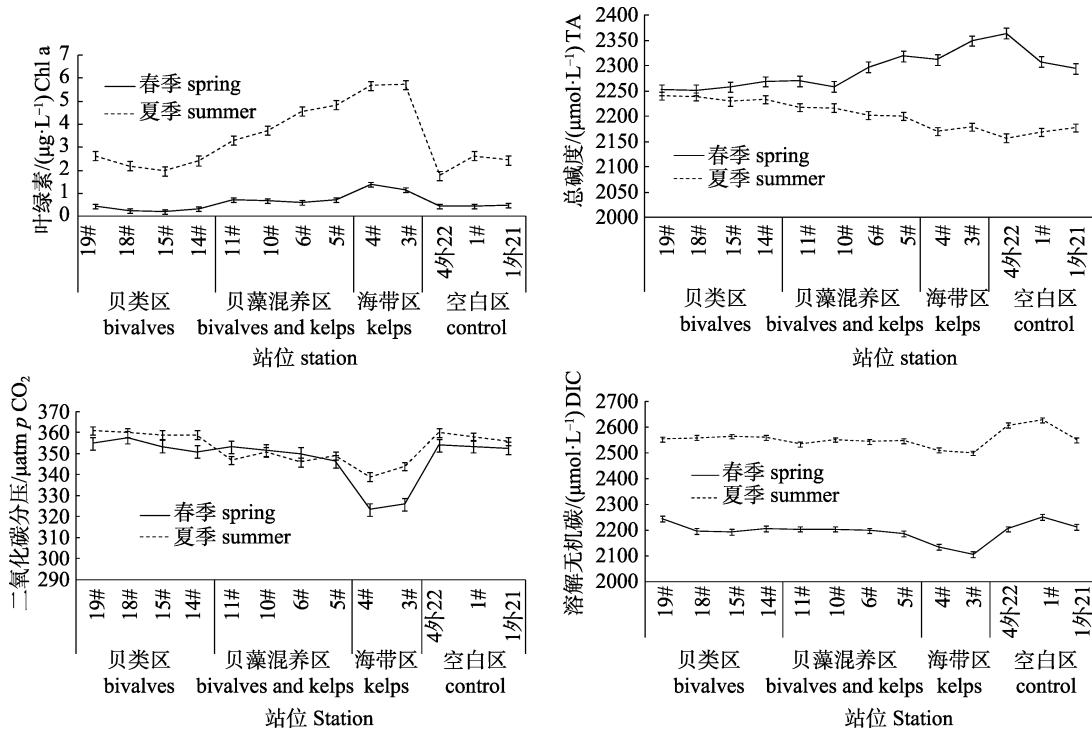 叶绿素/(μg·L⁻¹) Chl a
7
6
5
4
3
2
1
0
春季 spring
夏季 summer
19# 18# 15# 14# 11# 10# 6# 5# 4# 3# 4外22 1# 1外21
贝类区 贝藻混养区 海带区 空白区
bivalves bivalves and kelps kelps control
站位 station
总碱度/(μmol·L⁻¹) TA
2400
2350
2300
2250
2200
2150
2100
2050
2000
春季 spring
夏季 summer
19# 18# 15# 14# 11# 10# 6# 5# 4# 3# 4外22 1# 1外21
贝类区 贝藻混养区 海带区 空白区
bivalves bivalves and kelps kelps control
站位 station
二氧化碳分压/μatm p CO₂
370
360
350
340
330
320
310
300
290
春季 spring
夏季 summer
19# 18# 15# 14# 11# 10# 6# 5# 4# 3# 4外22 1# 1外21
贝类区 贝藻混养区 海带区 空白区
bivalves bivalves and kelps kelps control
站位 Station
溶解无机碳/(μmol·L⁻¹) DIC
2700
2600
2500
2400
2300
2200
2100
2000
春季 spring
夏季 summer
19# 18# 15# 14# 11# 10# 6# 5# 4# 3# 4外22 1# 1外21
贝类区 贝藻混养区 海带区 空白区
bivalves bivalves and kelps kelps control
站位 Station